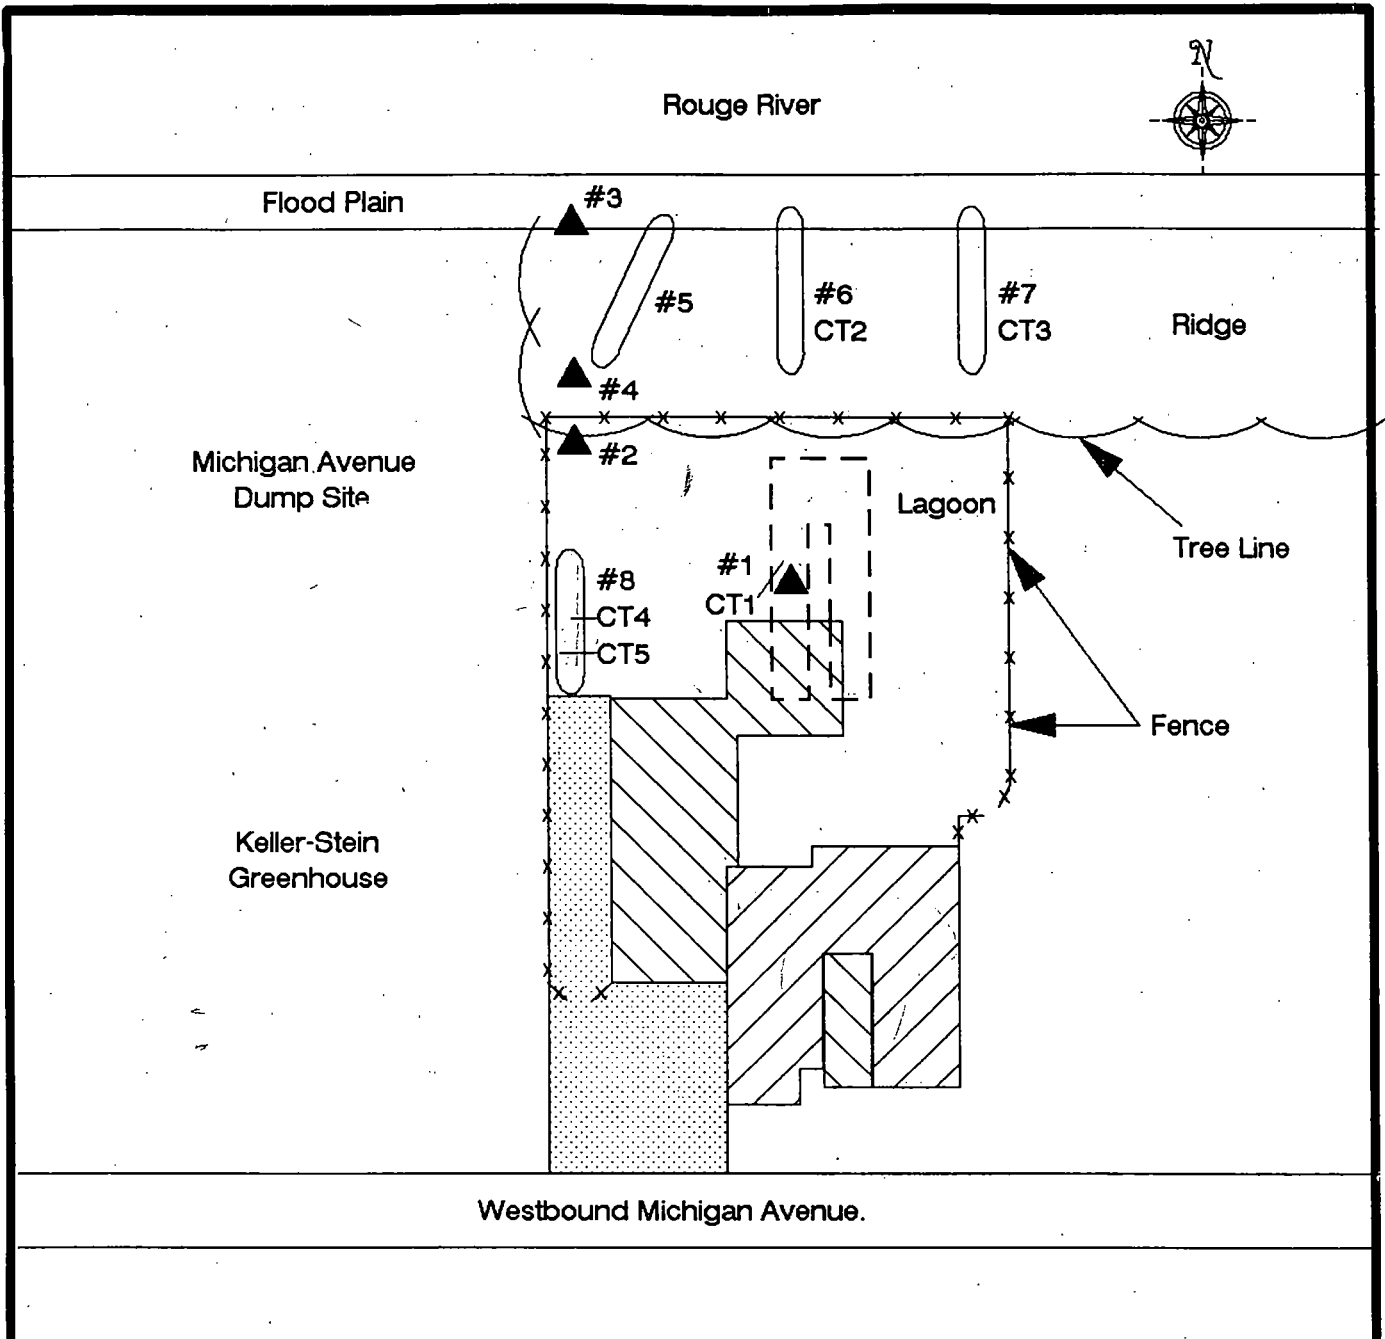 N
Rouge River
Flood Plain
#3
#5
#6
CT2
#7
CT3
Ridge
#4
#2
Michigan Avenue
Dump Site
Lagoon
Tree Line
#1
CT1
#8
CT4
CT5
Fence
Keller-Stein
Greenhouse
Westbound Michigan Avenue.